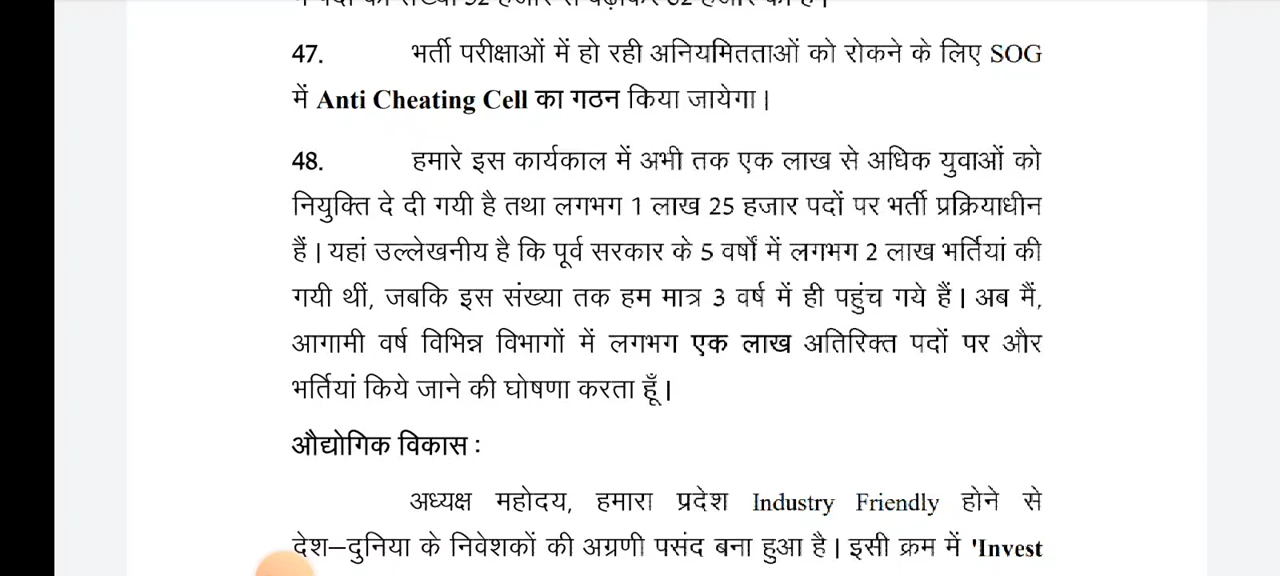 47. भर्ती परीक्षाओं में हो रही अनियमितताओं को रोकने के लिए SOG
में Anti Cheating Cell का गठन किया जायेगा।
48. हमारे इस कार्यकाल में अभी तक एक लाख से अधिक युवाओं को
नियुक्ति दे दी गयी है तथा लगभग 1 लाख 25 हजार पदों पर भर्ती प्रक्रियाधीन
हैं। यहां उल्लेखनीय है कि पूर्व सरकार के 5 वर्षों में लगभग 2 लाख भर्तियां की
गयी थीं, जबकि इस संख्या तक हम मात्र 3 वर्ष में ही पहुंच गये हैं। अब मैं,
आगामी वर्ष विभिन्न विभागों में लगभग एक लाख अतिरिक्त पदों पर और
भर्तियां किये जाने की घोषणा करता हूँ।
औद्योगिक विकास :
अध्यक्ष महोदय, हमारा प्रदेश Industry Friendly होने से
देश–दुनिया के निवेशकों की अग्रणी पसंद बना हुआ है। इसी क्रम में 'Invest